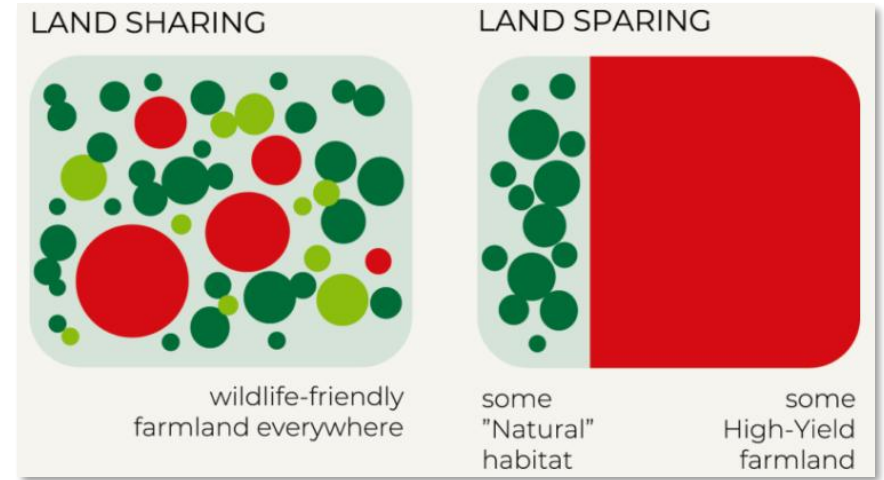 LAND SHARING
LAND SPARING
wildlife-friendly
farmland everywhere
some
”Natural”
habitat
some
High-Yield
farmland